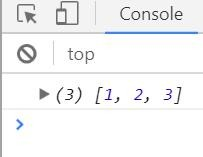 Console
top
(3) [1, 2, 3]